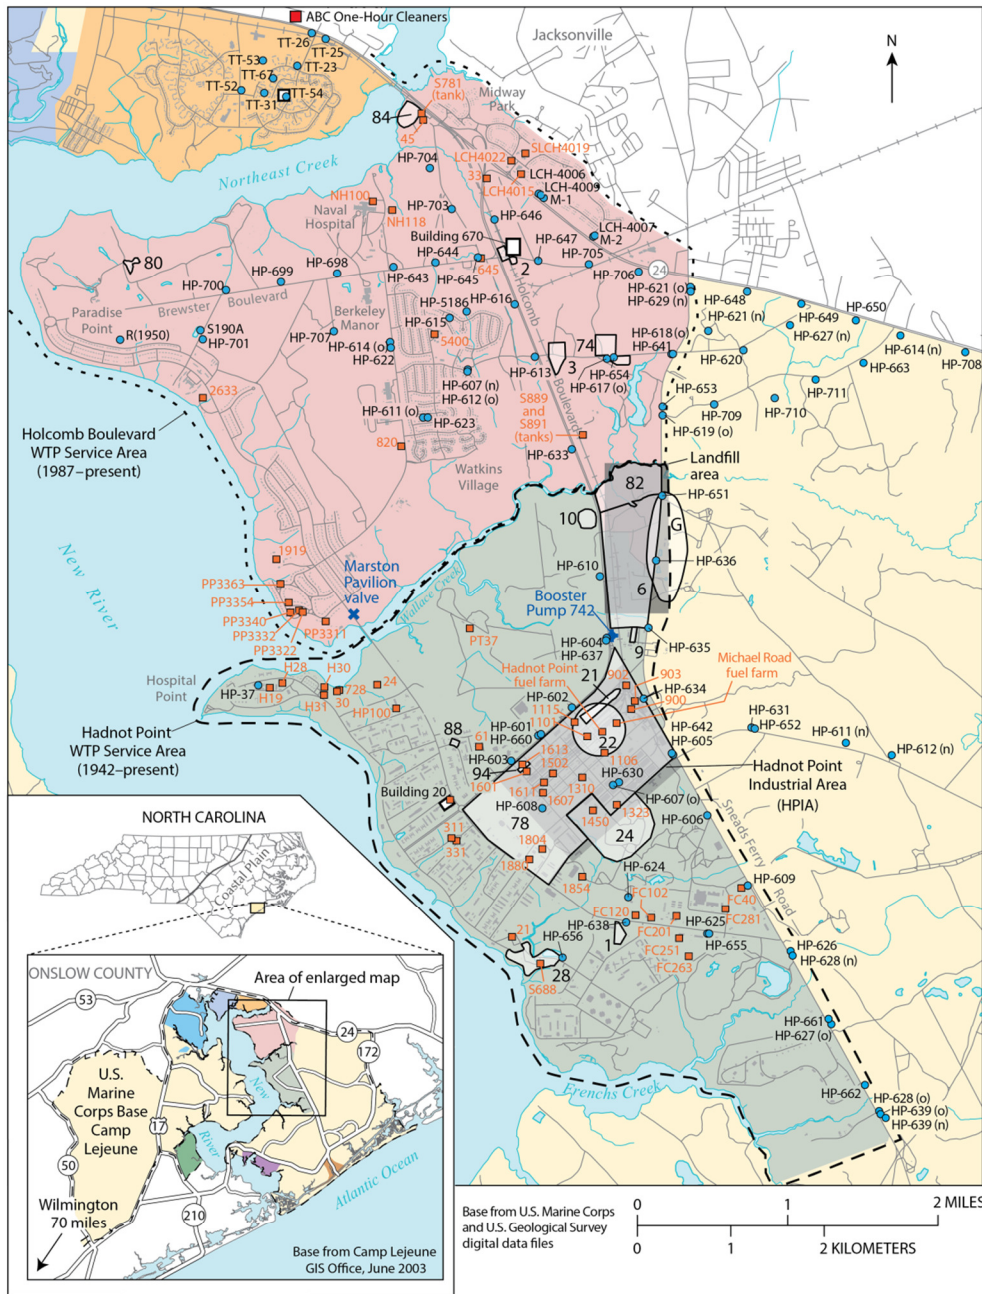 ABC One-Hour Cleaners
TT-26
TT-25
TT-53
TT-23
TT-67
TT-52
TT-31
TT-54
Jacksonville
N
S781
(tank)
Midway
Park
84
45
Northeast Creek
HP-704
LCH4022
SLCH4019
33
LCH-4006
LCH4015
LCH-4009
M-1
NH100
Naval
Hospital
NH118
HP-703
HP-646
LCH-4007
M-2
Building 670
HP-647
HP-705
24
80
HP-698
HP-644
645
2
HP-699
HP-643
HP-645
HP-706
HP-700
Brewster
Boulevard
Holcomb
HP-621 (o)
HP-629 (n)
HP-648
HP-650
Paradise
Point
Berkeley
Manor
HP-5186
HP-616
HP-621 (n)
HP-649
R(1950)
S190A
HP-701
HP-707
HP-615
HP-618 (o)
HP-627 (n)
HP-614 (o)
HP-622
S400
74
HP-641
HP-620
HP-614 (n)
HP-613
3
HP-654
HP-617 (o)
HP-663
HP-708
HP-607 (n)
HP-612 (o)
Boulevard
HP-711
2633
S889
and
S891
(tanks)
HP-653
HP-709
HP-710
HP-611 (o)
HP-623
HP-619 (o)
Holcomb Boulevard
WTP Service Area
(1987–present)
820
HP-633
Landfill
area
Watkins
Village
82
HP-651
10
G
New River
1919
Marston
Pavilion
valve
HP-636
HP-610
PP3363
Wallace Creek
6
PP3354
Booster
Pump 742
PP3340
PP3332
PP3311
PT37
HP-604
HP-635
PP3322
HP-637
9
H28
H30
Hadnot Point
fuel farm
21
Michael Road
fuel farm
Hospital
Point
HP-37
728
24
902
903
H19
H31
30
HP100
HP-602
HP-634
900
1115
HP-631
HP-652
Hadnot Point
WTP Service Area
(1942–present)
88
61
HP-601
1101
HP-642
HP-611 (n)
HP-660
22
HP-605
HP-612 (n)
HP-603
1613
1106
94
1502
HP-630
Hadnot Point
Industrial Area
(HPIA)
1601
1310
Building 20
1611
1607
HP-607 (o)
HP-608
1323
HP-606
78
1450
311
24
331
1804
1880
Sneads Ferry
Road
HP-624
1854
HP-609
FC102
FC40
FC120
FC281
21
HP-638
HP-625
FC201
HP-656
1
HP-655
HP-626
FC251
HP-628 (n)
28
FC263
S688
HP-661
HP-627 (o)
Frenchs Creek
HP-662
HP-628 (o)
HP-639 (o)
HP-639 (n)
NORTH CAROLINA
Coastal Plain
ONSLOW COUNTY
Area of enlarged map
53
24
172
U.S.
Marine
Corps Base
Camp
Lejeune
New
River
17
50
Atlantic Ocean
Wilmington
70 miles
210
Base from Camp Lejeune
GIS Office, June 2003
Base from U.S. Marine Corps
and U.S. Geological Survey
digital data files
0 1 2 MILES
0 1 2 KILOMETERS